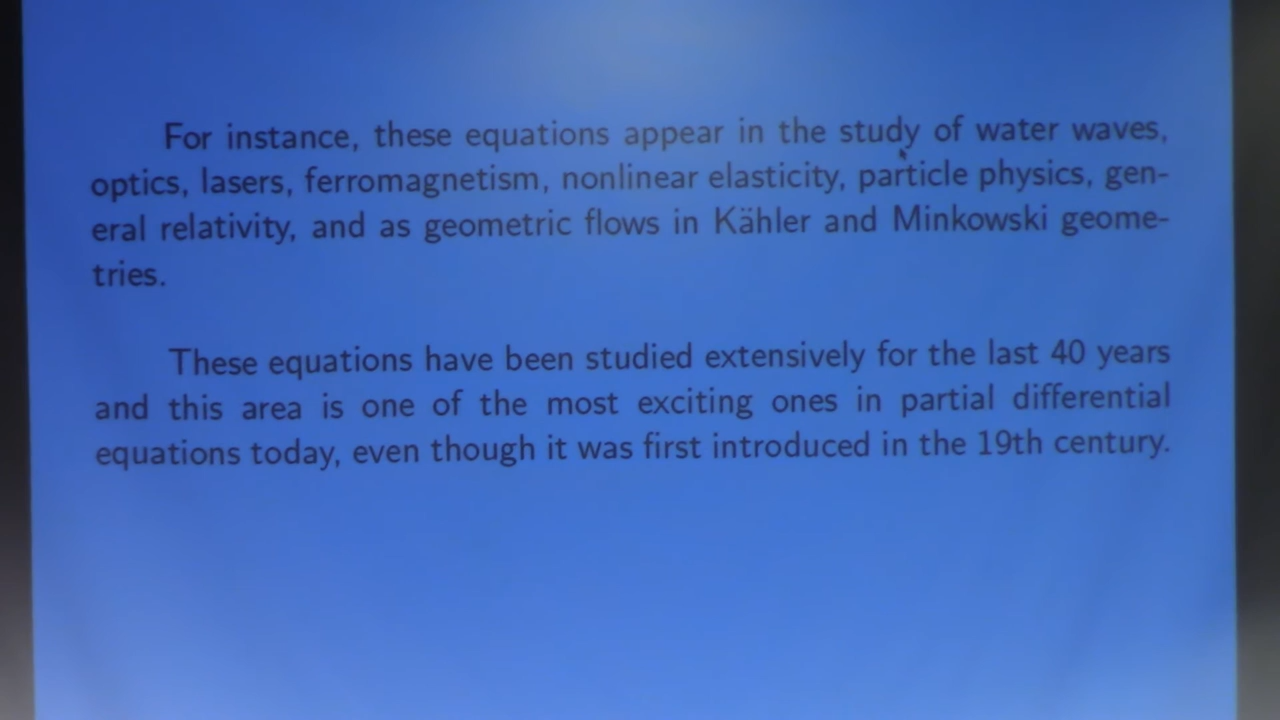 For instance, these equations appear in the study of water waves,
optics, lasers, ferromagnetism, nonlinear elasticity, particle physics, gen-
eral relativity, and as geometric flows in Kähler and Minkowski geome-
tries.
These equations have been studied extensively for the last 40 years
and this area is one of the most exciting ones in partial differential
equations today, even though it was first introduced in the 19th century.